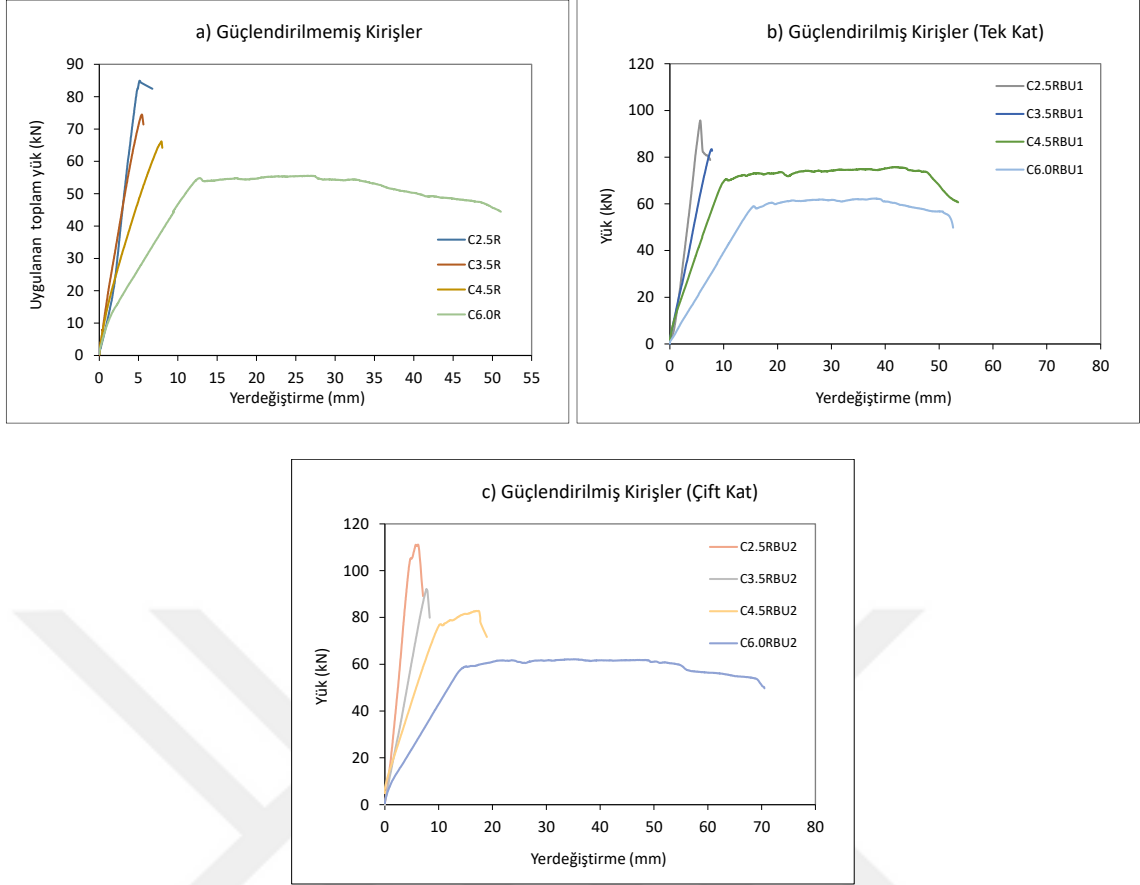 a) Güçlendirilmemiş Kirişler
Uygulanan toplam yük (kN)
90
80
70
60
50
40
30
20
10
0
0 5 10 15 20 25 30 35 40 45 50 55
Yerdeğiştirme (mm)
C2.5R
C3.5R
C4.5R
C6.0R
b) Güçlendirilmiş Kirişler (Tek Kat)
Yük (kN)
120
100
80
60
40
20
0
0 10 20 30 40 50 60 70 80
Yerdeğiştirme (mm)
C2.5RBU1
C3.5RBU1
C4.5RBU1
C6.0RBU1
c) Güçlendirilmiş Kirişler (Çift Kat)
Yük (kN)
120
100
80
60
40
20
0
0 10 20 30 40 50 60 70 80
Yerdeğiştirme (mm)
C2.5RBU2
C3.5RBU2
C4.5RBU2
C6.0RBU2